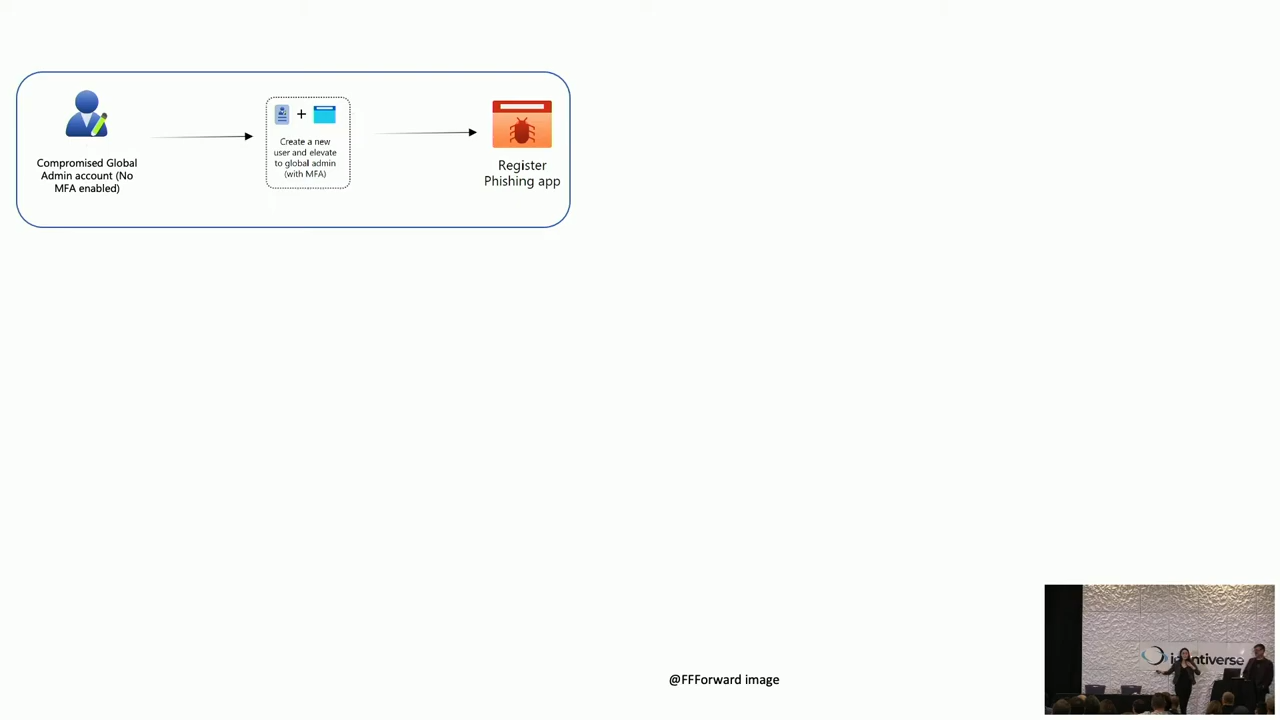 Compromised Global
Admin account (No
MFA enabled)
+
Create a new
user and elevate
to global admin
(with MFA)
Register
Phishing app
@FFForward image
identiverse